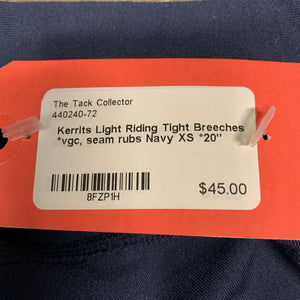 The Tack Collector
440240-72
Kerrits Light Riding Tight Breeches
*vgc, seam rubs Navy XS *20"
8FZP1H
$45.00